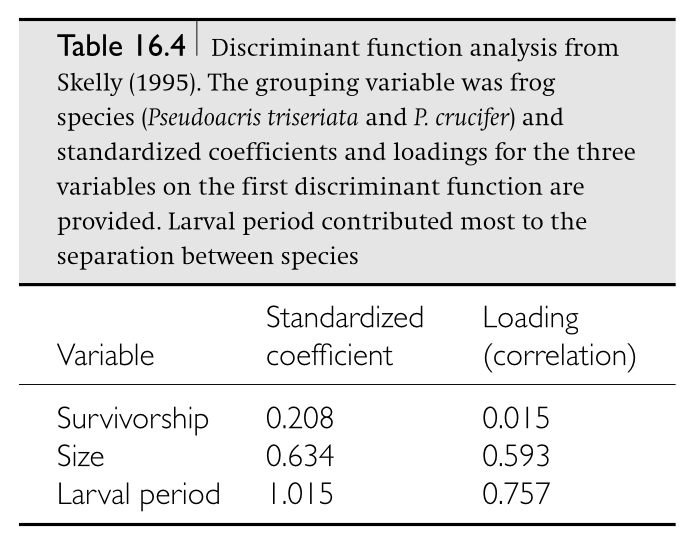 Table 16.4 Discriminant function analysis from
Skelly (1995). The grouping variable was frog
species (Pseudoacris triseriata and P. crucifer) and
standardized coefficients and loadings for the three
variables on the first discriminant function are
provided. Larval period contributed most to the
separation between species
Standardized Loading
Variable coefficient (correlation)
Survivorship 0.208 0.015
Size 0.634 0.593
Larval period 1.015 0.757